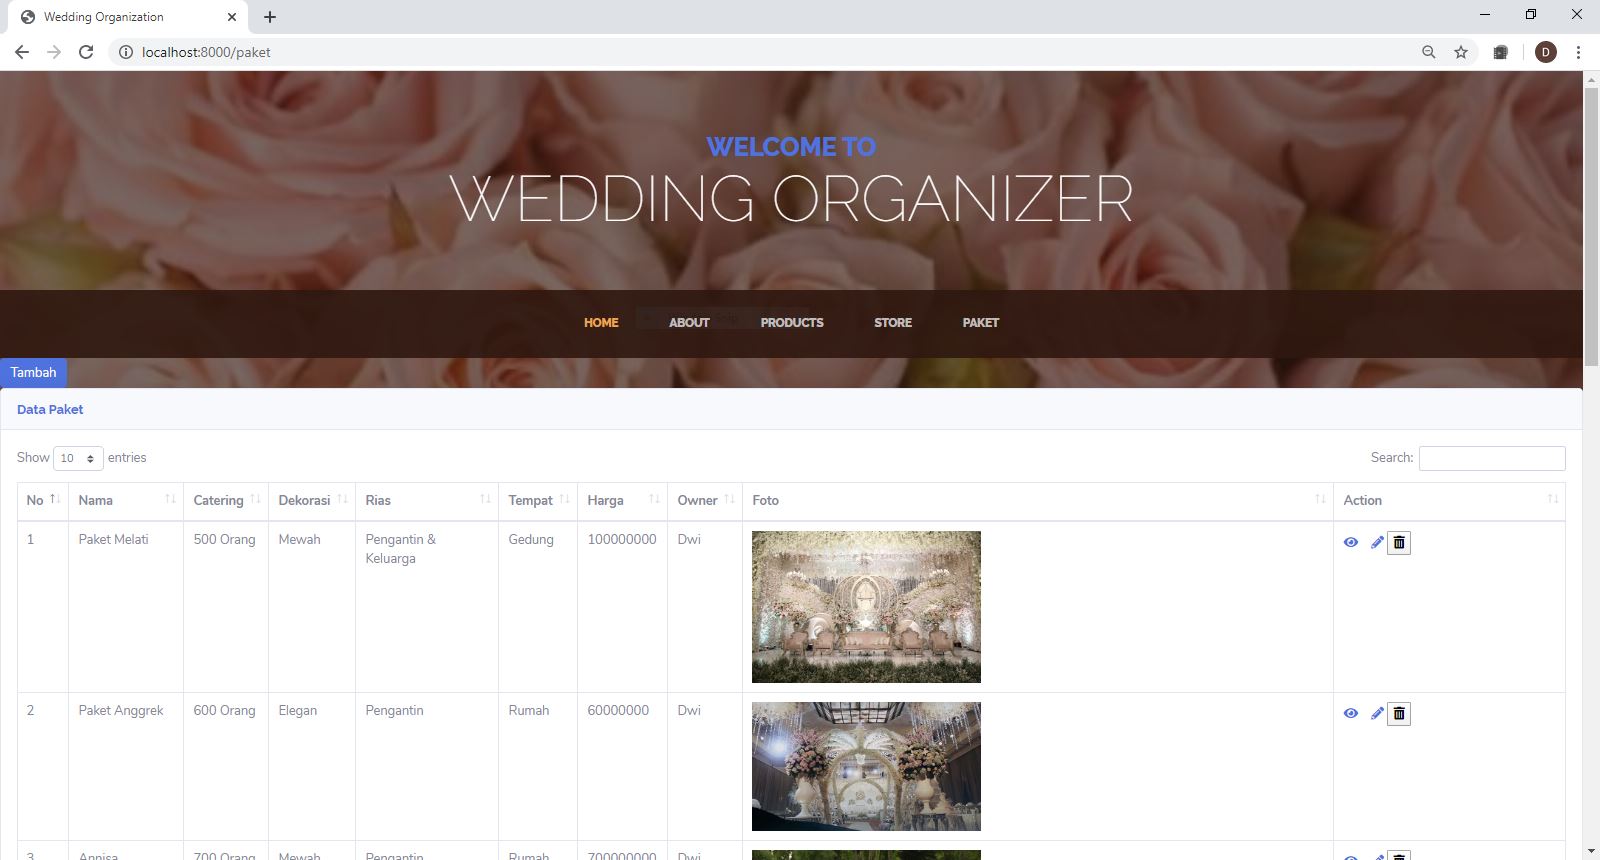 Wedding Organization
localhost:8000/paket
D
WELCOME TO
WEDDING ORGANIZER
HOME ABOUT PRODUCTS STORE PAKET
Tambah
Data Paket
Show 10 entries Search:
No Nama Catering Dekorasi Rias Tempat Harga Owner Foto Action
1 Paket Melati 500 Orang Mewah Pengantin & Gedung 100000000 Dwi
Keluarga
2 Paket Anggrek 600 Orang Elegan Pengantin Rumah 60000000 Dwi
3 Annisa 700 Orang Mewah Pengantin Rumah 700000000 Dwi